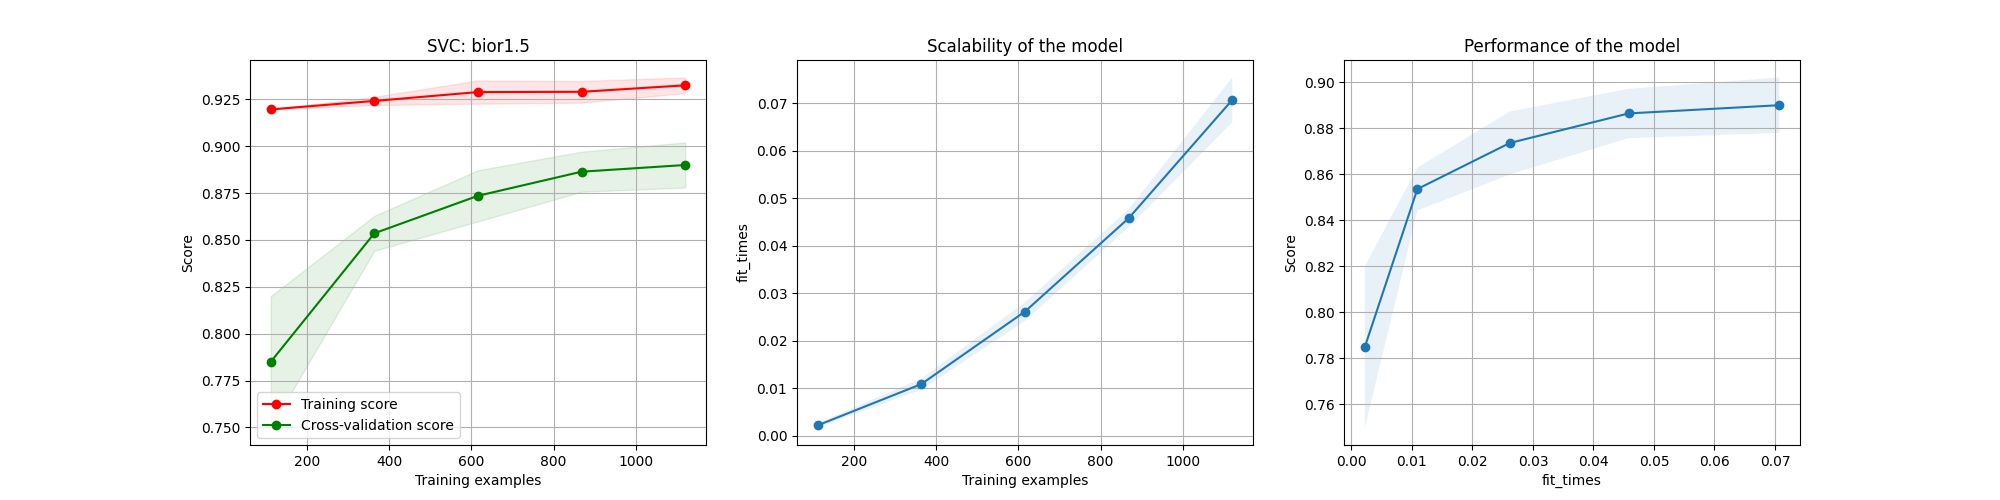 SVC: bior1.5
0.925
0.900
0.875
0.850
0.825
0.800
0.775
0.750
Score
Training score
Cross-validation score
200 400 600 800 1000
Training examples
Scalability of the model
0.07
0.06
0.05
0.04
0.03
0.02
0.01
0.00
fit_times
200 400 600 800 1000
Training examples
Performance of the model
0.90
0.88
0.86
0.84
0.82
0.80
0.78
0.76
Score
0.00 0.01 0.02 0.03 0.04 0.05 0.06 0.07
fit_times